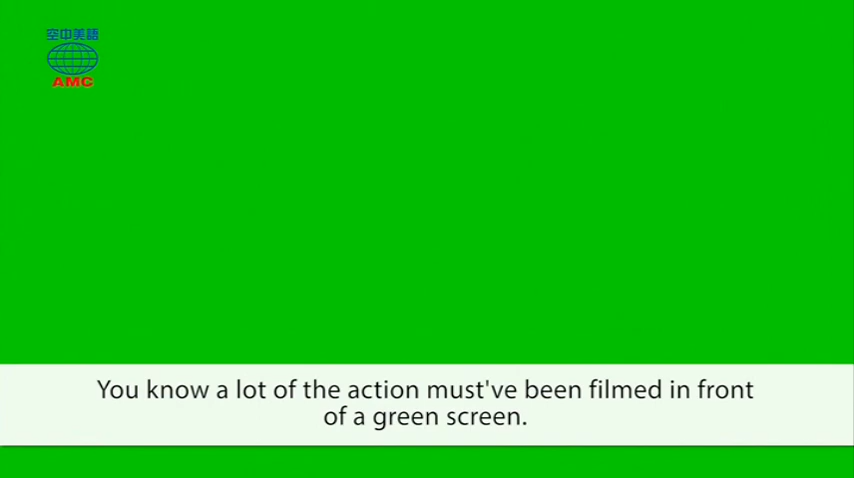 空中美語
AMC
You know a lot of the action must've been filmed in front
of a green screen.